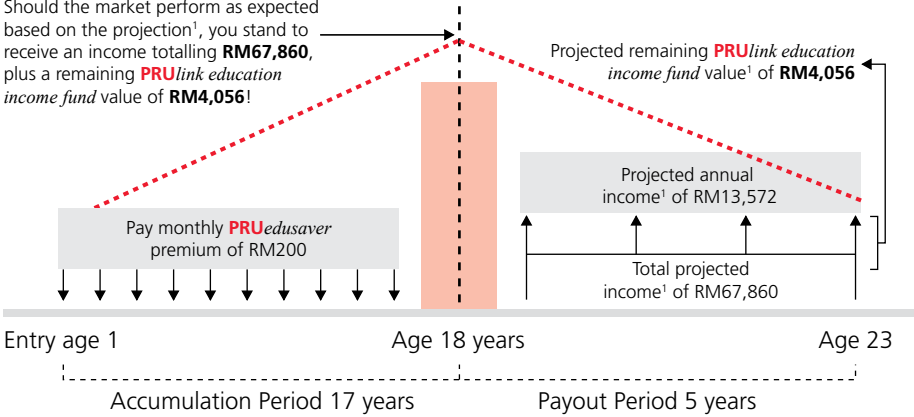 Should the market perform as expected
based on the projection¹, you stand to
receive an income totalling RM67,860,
plus a remaining PRUlink education
income fund value of RM4,056!
Projected remaining PRUlink education
income fund value¹ of RM4,056
Projected annual
income¹ of RM13,572
Pay monthly PRUedusaver
premium of RM200
Total projected
income¹ of RM67,860
Entry age 1
Age 18 years
Age 23
Accumulation Period 17 years
Payout Period 5 years